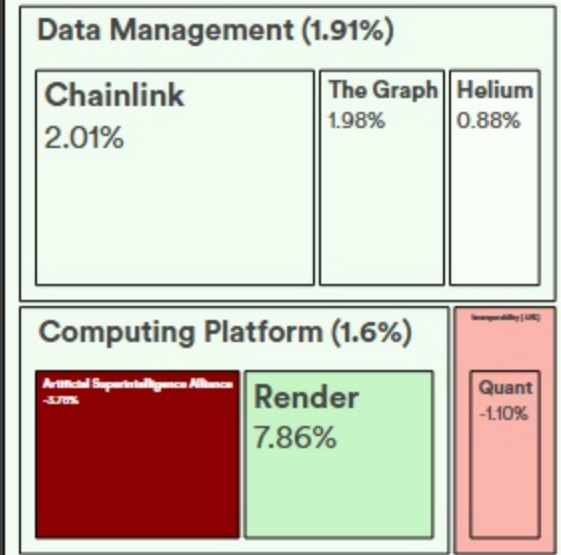 Data Management (1.91%)
Chainlink
2.01%
The Graph
1.98%
Helium
0.88%
Computing Platform (1.6%)
Artificial Superintelligence Alliance
Render
7.86%
Quant
-1.10%